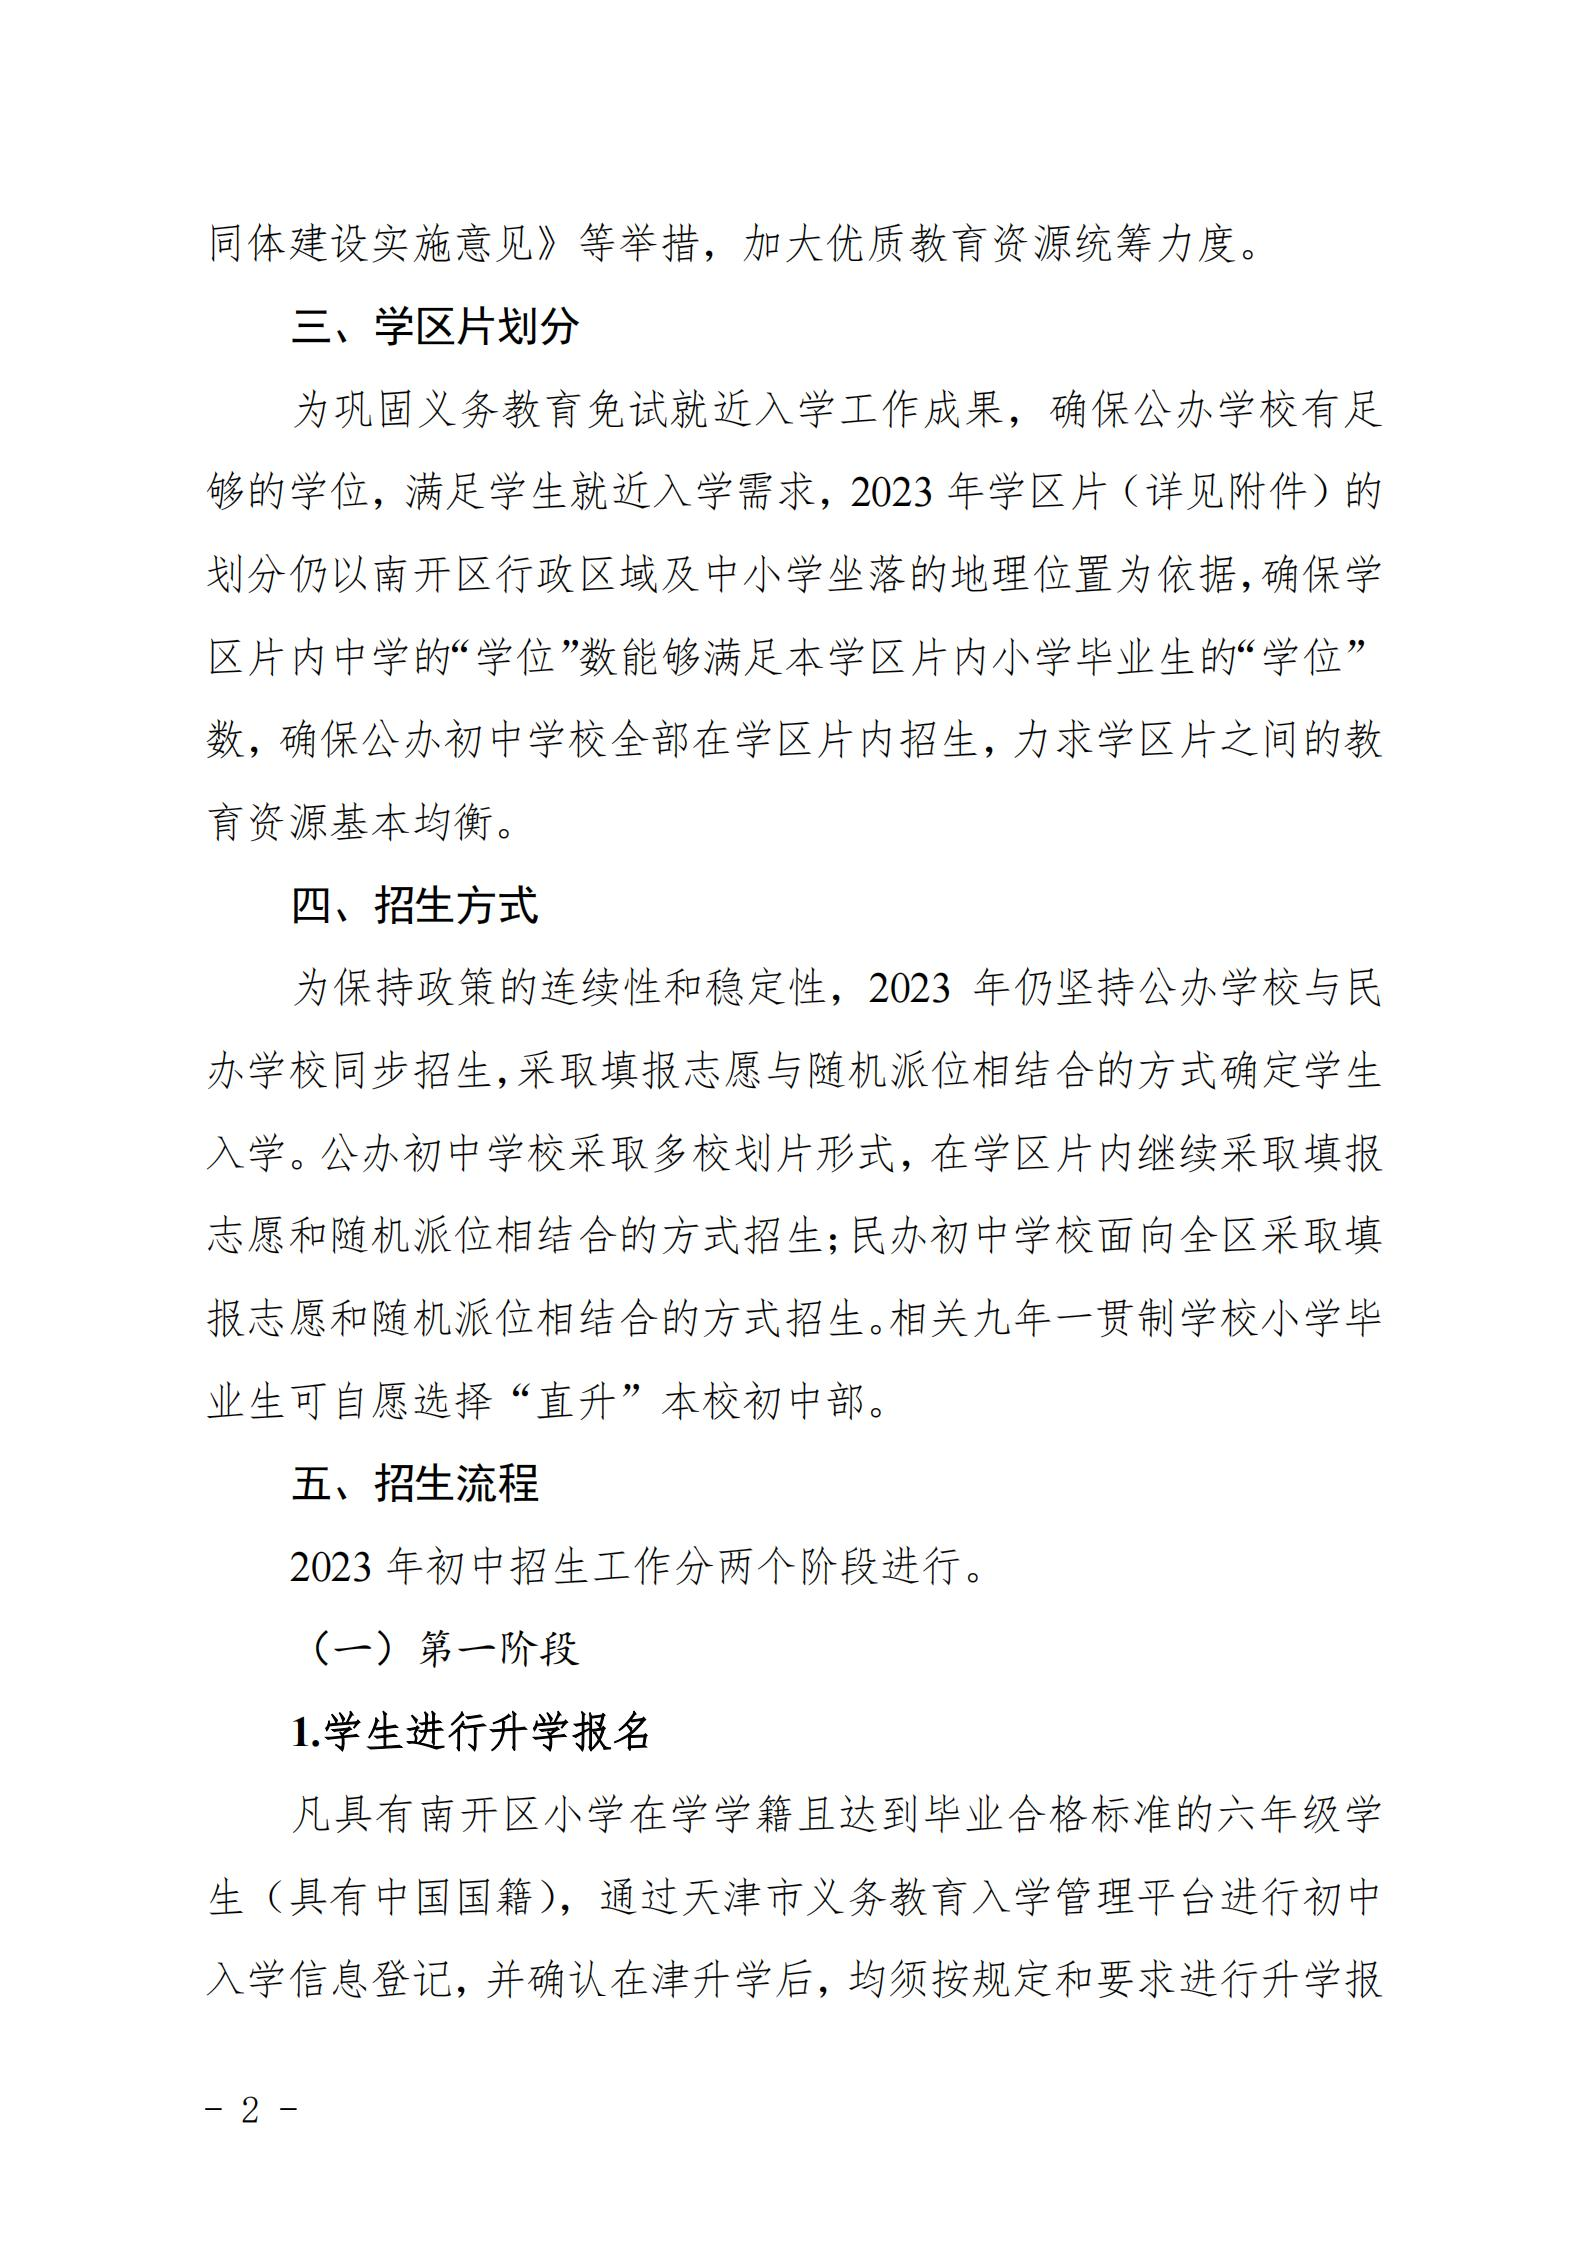 同体建设实施意见》等举措，加大优质教育资源统筹力度。
三、学区片划分
为巩固义务教育免试就近入学工作成果，确保公办学校有足
够的学位，满足学生就近入学需求，2023 年学区片（详见附件）的
划分仍以南开区行政区域及中小学坐落的地理位置为依据，确保学
区片内中学的“学位”数能够满足本学区片内小学毕业生的“学位”
数，确保公办初中学校全部在学区片内招生，力求学区片之间的教
育资源基本均衡。
四、招生方式
为保持政策的连续性和稳定性，2023 年仍坚持公办学校与民
办学校同步招生，采取填报志愿与随机派位相结合的方式确定学生
入学。公办初中学校采取多校划片形式，在学区片内继续采取填报
志愿和随机派位相结合的方式招生；民办初中学校面向全区采取填
报志愿和随机派位相结合的方式招生。相关九年一贯制学校小学毕
业生可自愿选择“直升”本校初中部。
五、招生流程
2023 年初中招生工作分两个阶段进行。
（一）第一阶段
1.学生进行升学报名
凡具有南开区小学在学学籍且达到毕业合格标准的六年级学
生（具有中国国籍），通过天津市义务教育入学管理平台进行初中
入学信息登记，并确认在津升学后，均须按规定和要求进行升学报
- 2 -